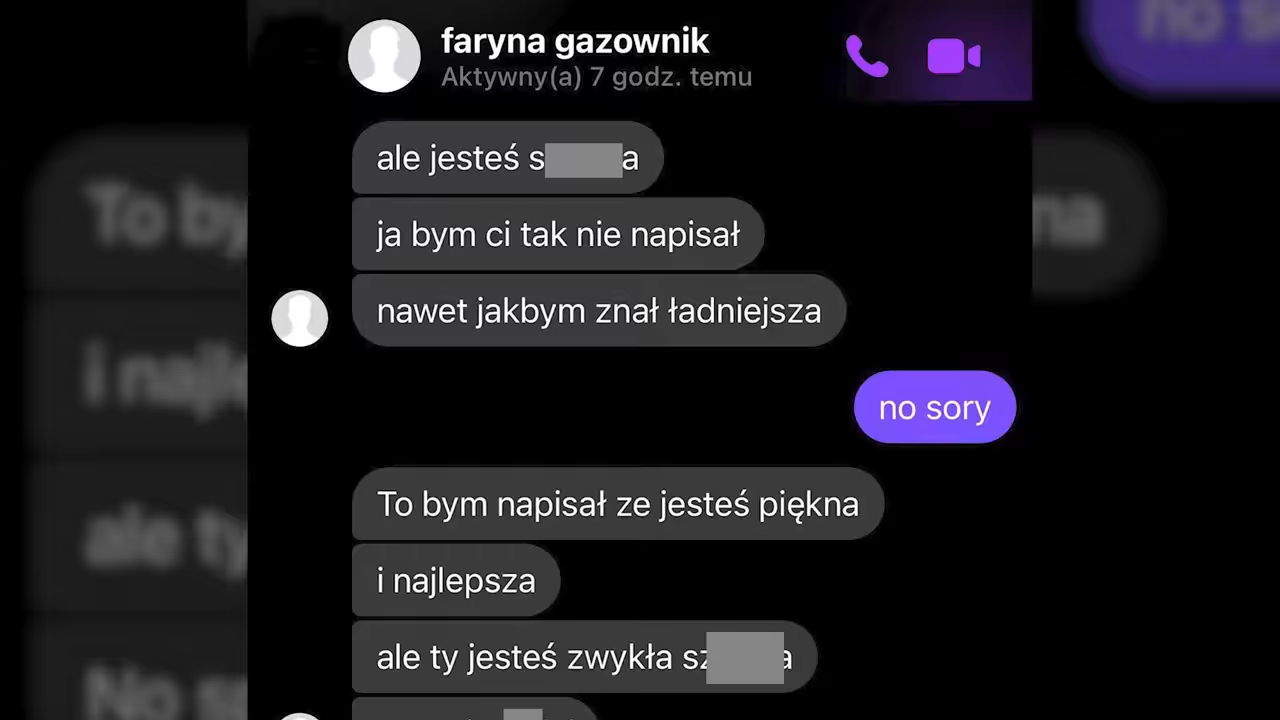 faryna gazownik
Aktywny(a) 7 godz. temu
ale jesteś
ja bym ci tak nie napisał
nawet jakbym znał ładniejsza
no sory
To bym napisał ze jesteś piękna
i najlepsza
ale ty jesteś zwykła